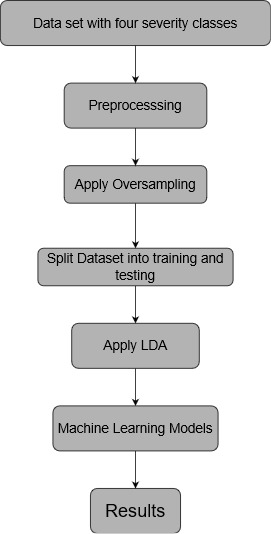 Data set with four severity classes
Preprocesssing
Apply Oversampling
Split Dataset into training and
testing
Apply LDA
Machine Learning Models
Results